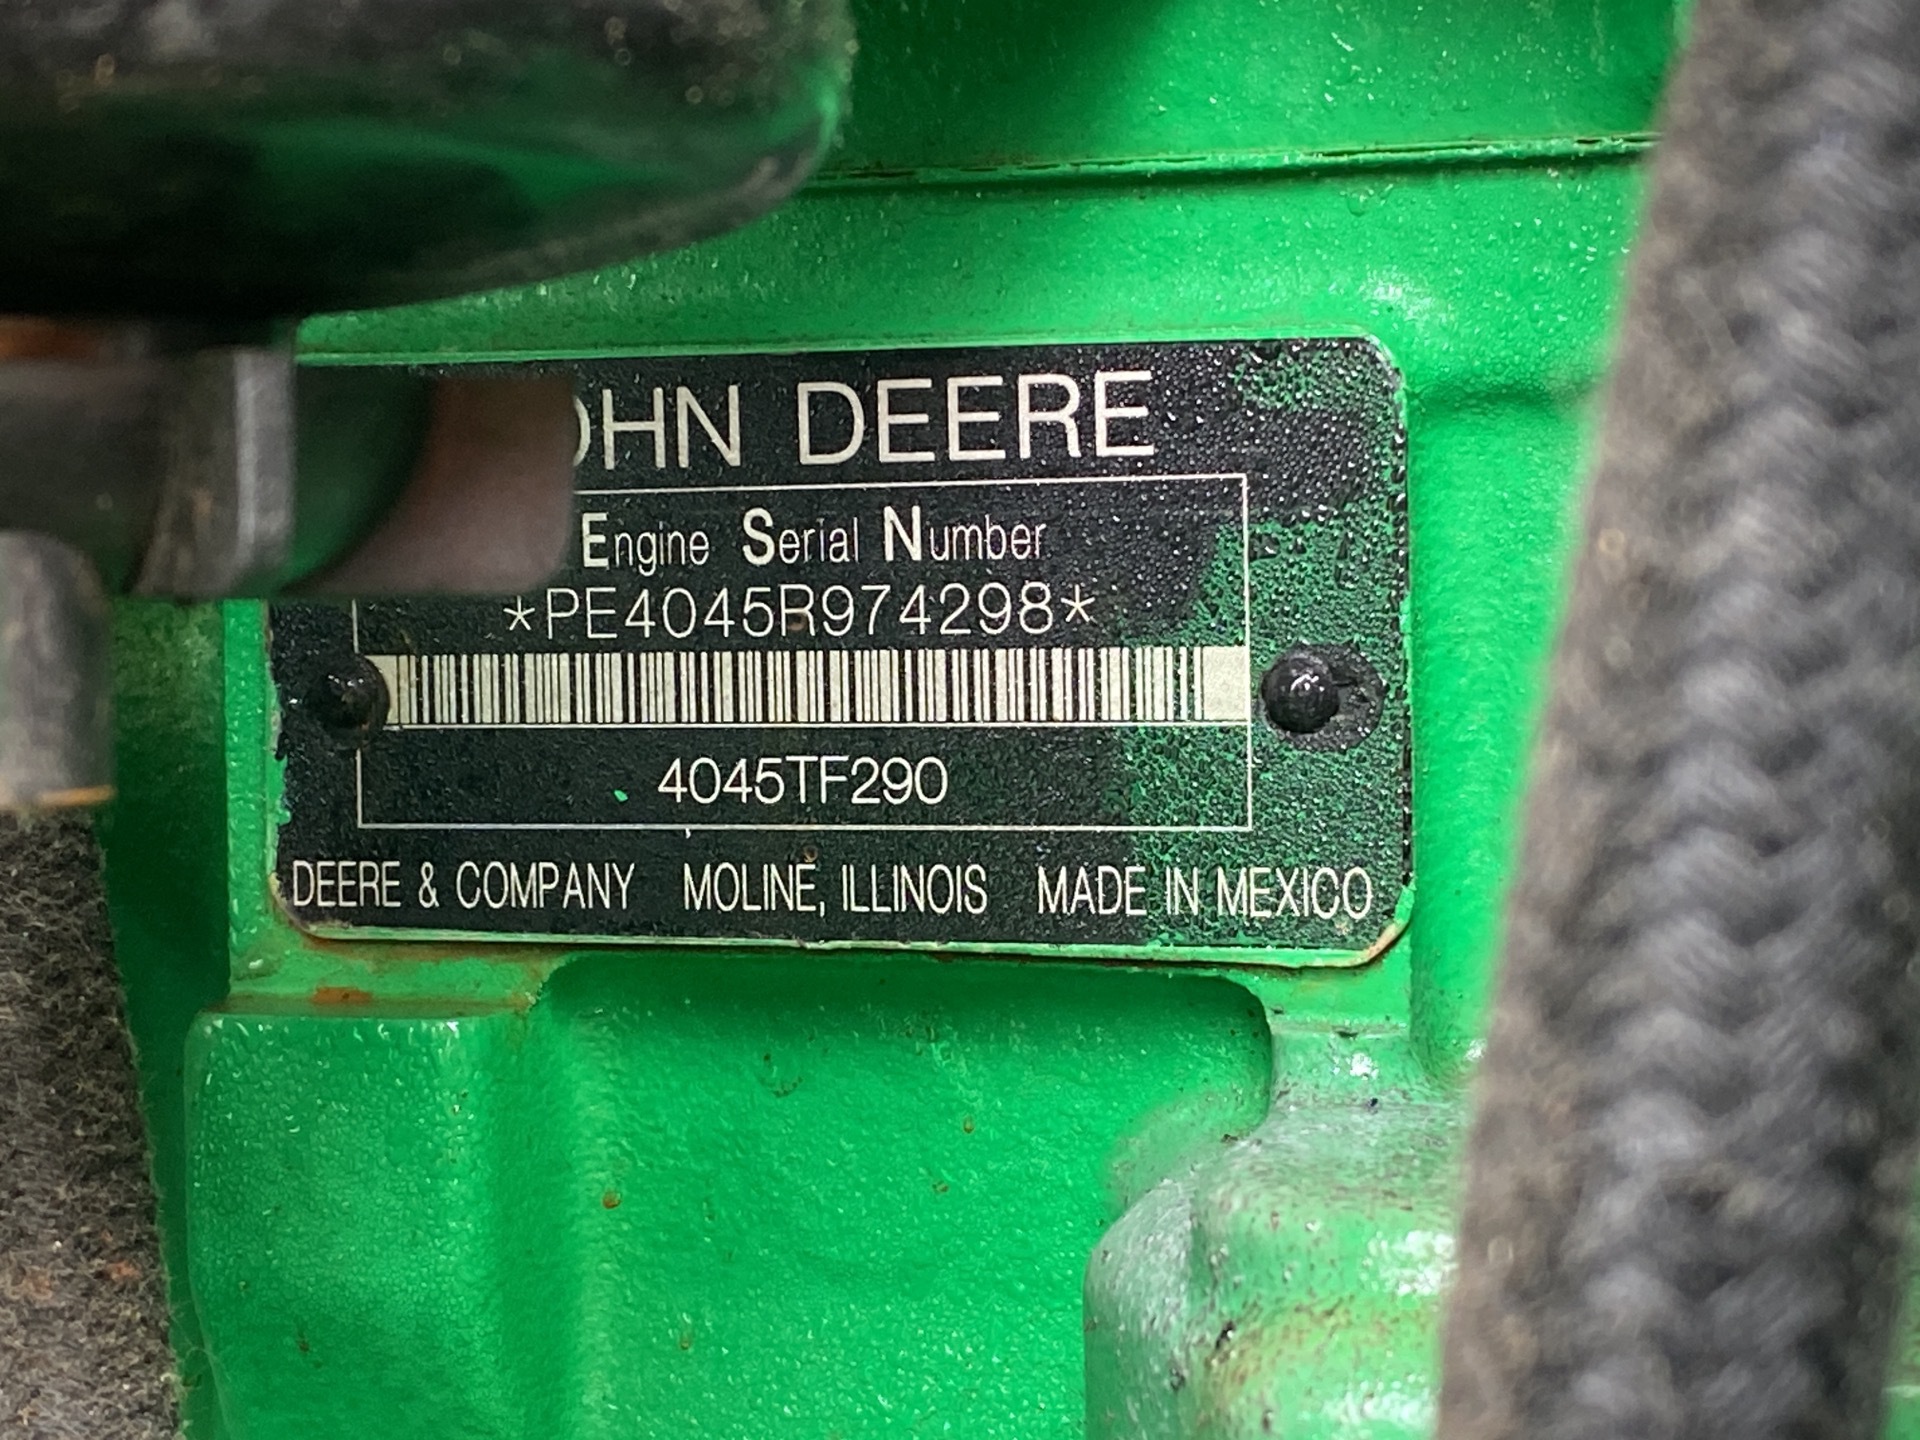 OHN DEERE
Engine Serial Number
*PE4045R974298*
4045TF290
DEERE & COMPANY MOLINE, ILLINOIS MADE IN MEXICO